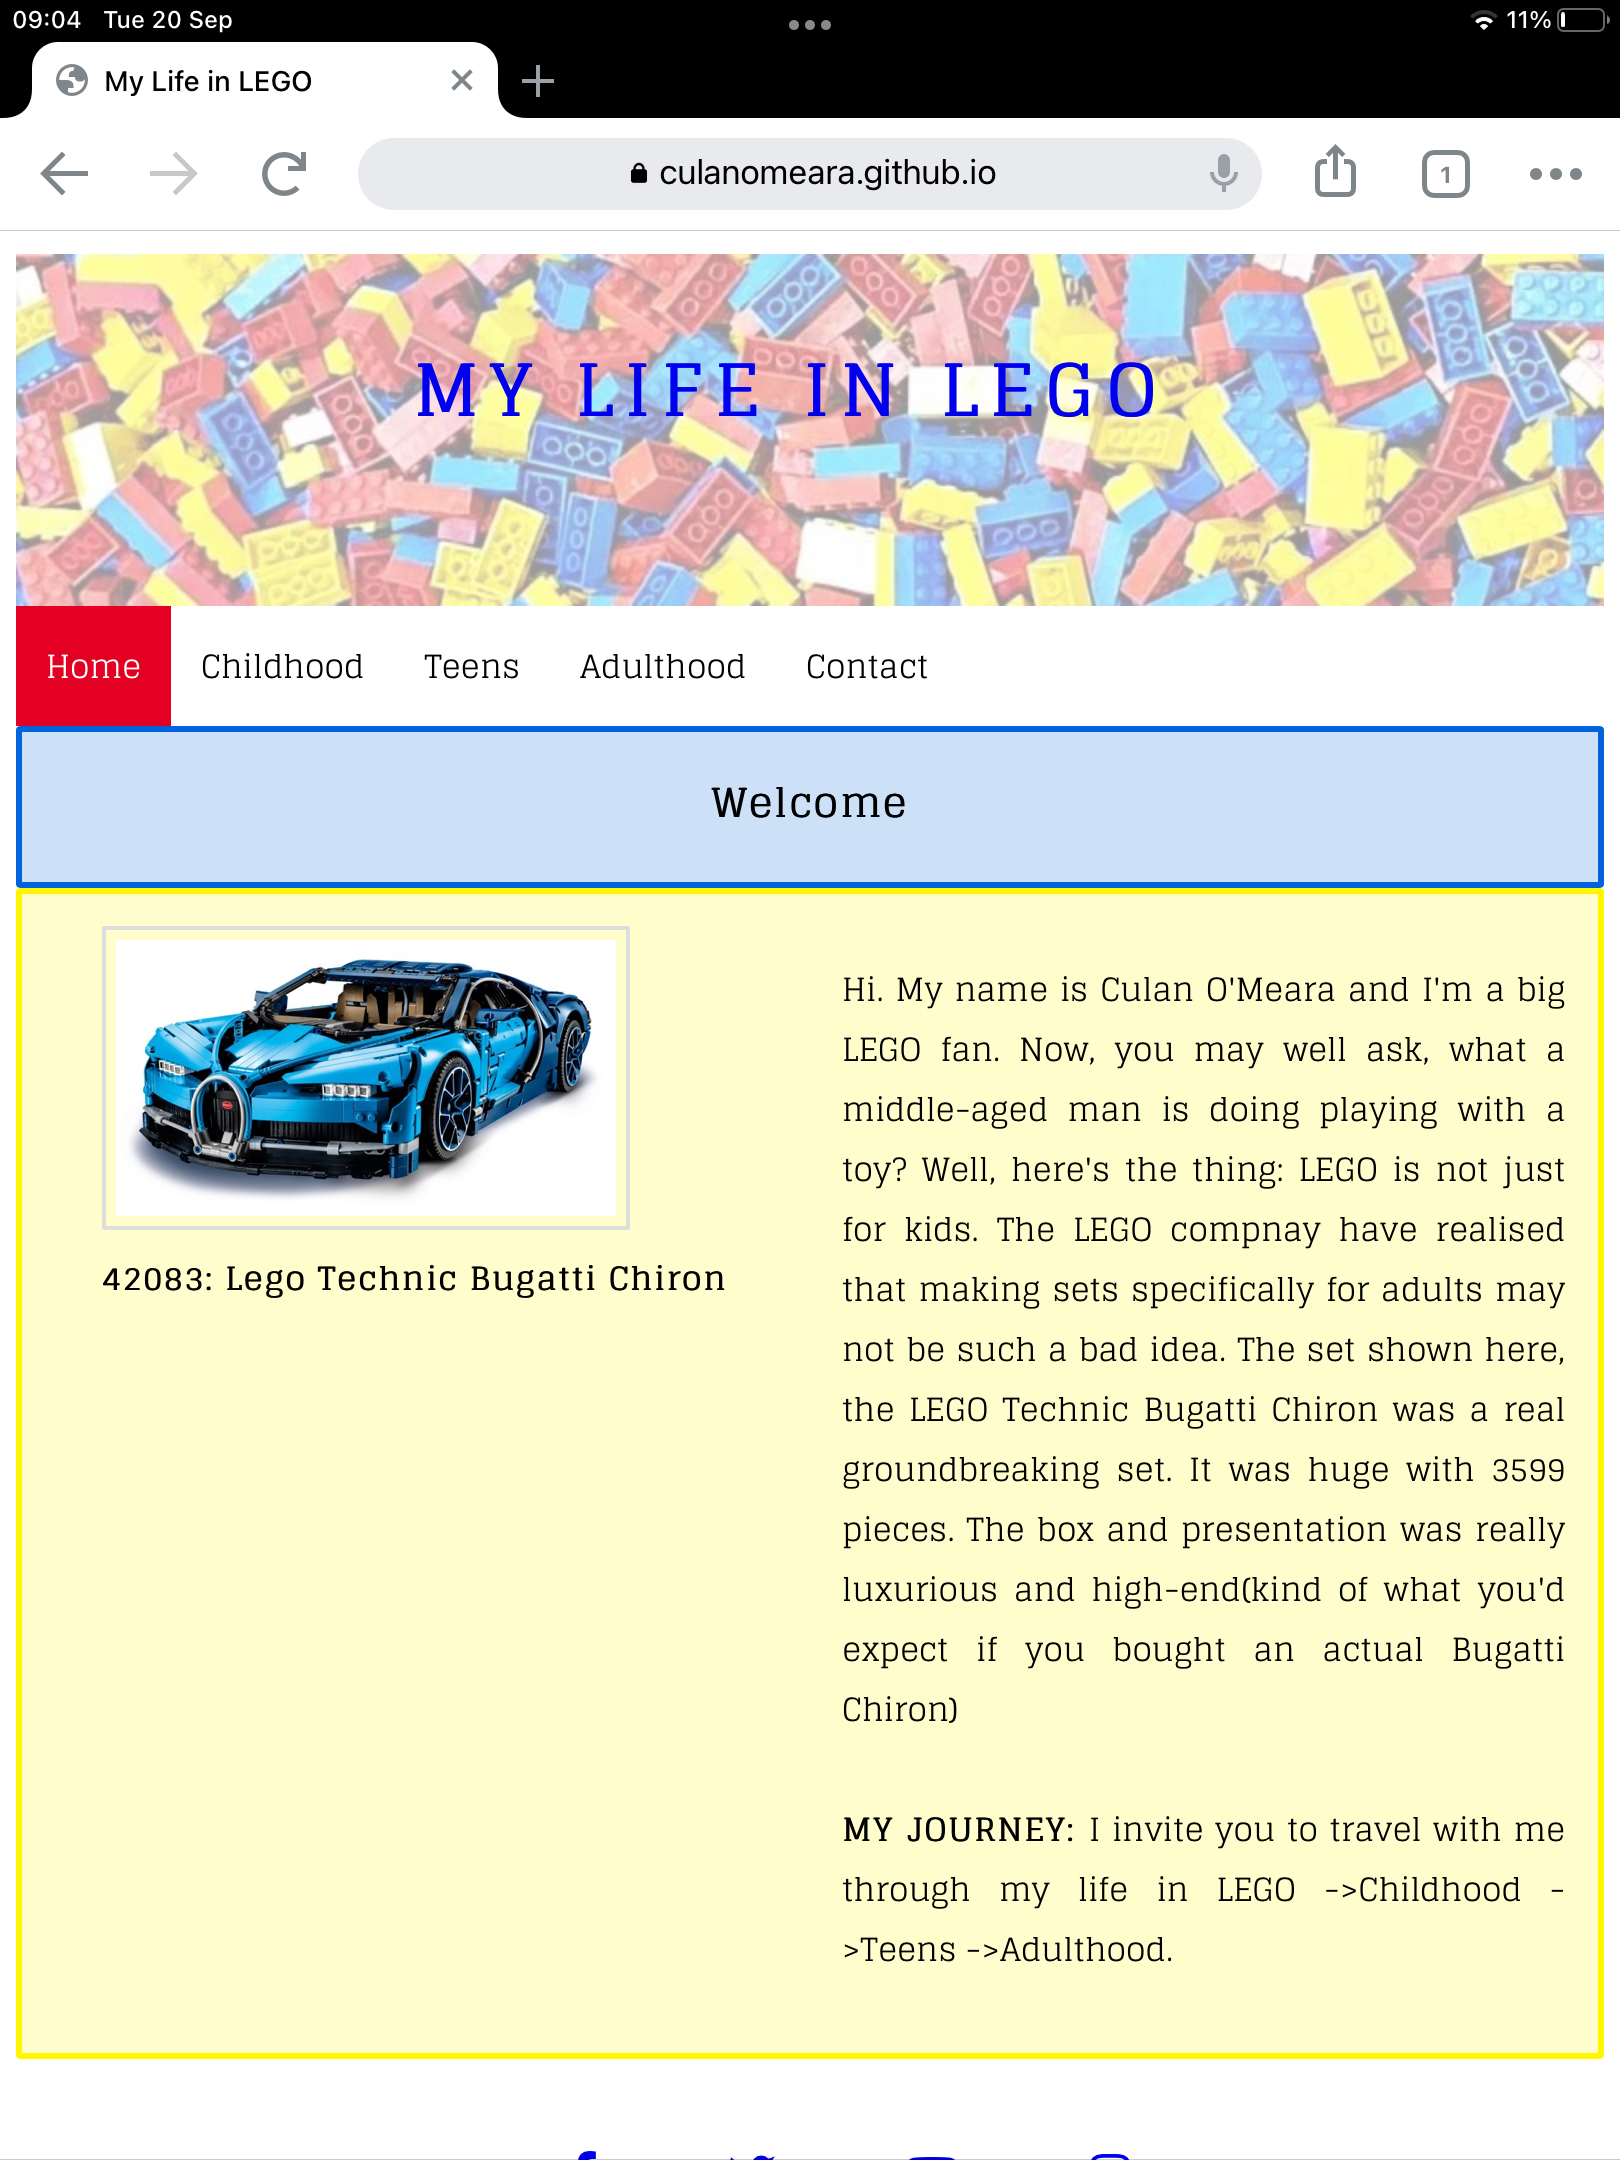 09:04 Tue 20 Sep
11%
My Life in LEGO
culanomeara.github.io
1
MY LIFE IN LEGO
Home Childhood Teens Adulthood Contact
Welcome
42083: Lego Technic Bugatti Chiron
Hi. My name is Culan O'Meara and I'm a big
LEGO fan. Now, you may well ask, what a
middle-aged man is doing playing with a
toy? Well, here's the thing: LEGO is not just
for kids. The LEGO compnay have realised
that making sets specifically for adults may
not be such a bad idea. The set shown here,
the LEGO Technic Bugatti Chiron was a real
groundbreaking set. It was huge with 3599
pieces. The box and presentation was really
luxurious and high-end(kind of what you'd
expect if you bought an actual Bugatti
Chiron)
MY JOURNEY: I invite you to travel with me
through my life in LEGO ->Childhood -
>Teens ->Adulthood.